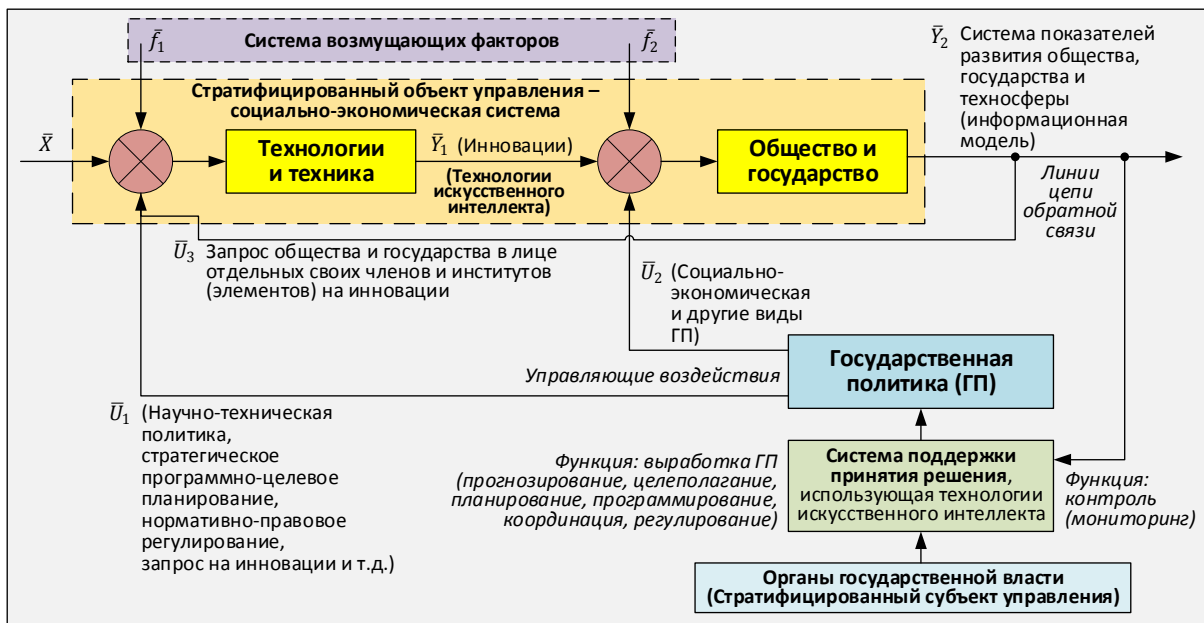 f̄₁
Система возмущающих факторов
f̄₂
Ȳ₂ Система показателей
развития общества,
государства и
техносферы
(информационная
модель)
Стратифицированный объект управления –
социально-экономическая система
X̄
Технологии
и техника
Ȳ₁ (Инновации)
(Технологии
искусственного
интеллекта)
Общество и
государство
Линии
цепи
обратной
связи
Ū₃ Запрос общества и государства в лице
отдельных своих членов и институтов
(элементов) на инновации
Ū₂ (Социально-
экономическая
и другие виды
ГП)
Государственная
политика (ГП)
Управляющие воздействия
Ū₁ (Научно-техническая
политика,
стратегическое
программно-целевое
планирование,
нормативно-правовое
регулирование,
запрос на инновации и т.д.)
Функция: выработка ГП
(прогнозирование, целеполагание,
планирование, программирование,
координация, регулирование)
Система поддержки
принятия решения,
использующая технологии
искусственного интеллекта
Функция:
контроль
(мониторинг)
Органы государственной власти
(Стратифицированный субъект управления)